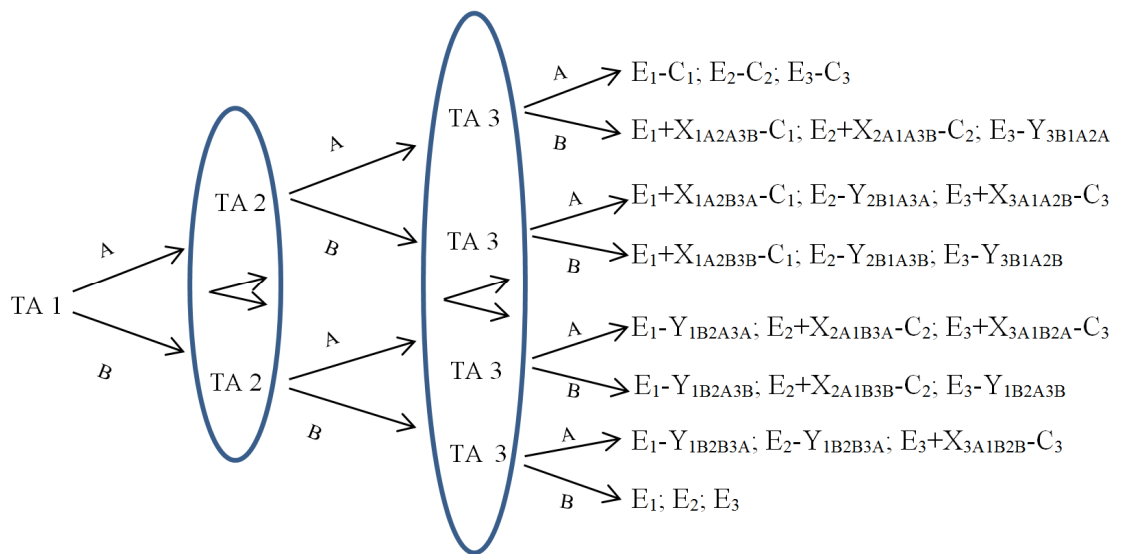 A
E₁-C₁; E₂-C₂; E₃-C₃
TA 3
A
B
E₁+X₁A₂A₃B-C₁; E₂+X₂A₁A₃B-C₂; E₃-Y₃B₁A₂A
TA 2
A
E₁+X₁A₂B₃A-C₁; E₂-Y₂B₁A₃A; E₃+X₃A₁A₂B-C₃
B
TA 3
A
B
E₁+X₁A₂B₃B-C₁; E₂-Y₂B₁A₃B; E₃-Y₃B₁A₂B
TA 1
A
E₁-Y₁B₂A₃A; E₂+X₂A₁B₃A-C₂; E₃+X₃A₁B₂A-C₃
B
A
TA 3
TA 2
B
E₁-Y₁B₂A₃B; E₂+X₂A₁B₃B-C₂; E₃-Y₁B₂A₃B
B
A
E₁-Y₁B₂B₃A; E₂-Y₁B₂B₃A; E₃+X₃A₁B₂B-C₃
TA 3
B
E₁; E₂; E₃